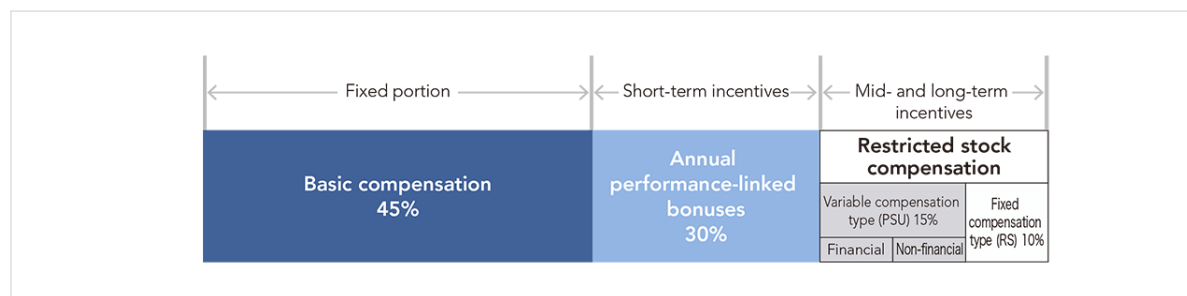 Fixed portion
Short-term incentives
Mid- and long-term
incentives
Basic compensation
45%
Annual
performance-linked
bonuses
30%
Restricted stock
compensation
Variable compensation
type (PSU) 15%
Financial
Non-financial
Fixed
compensation
type (RS) 10%